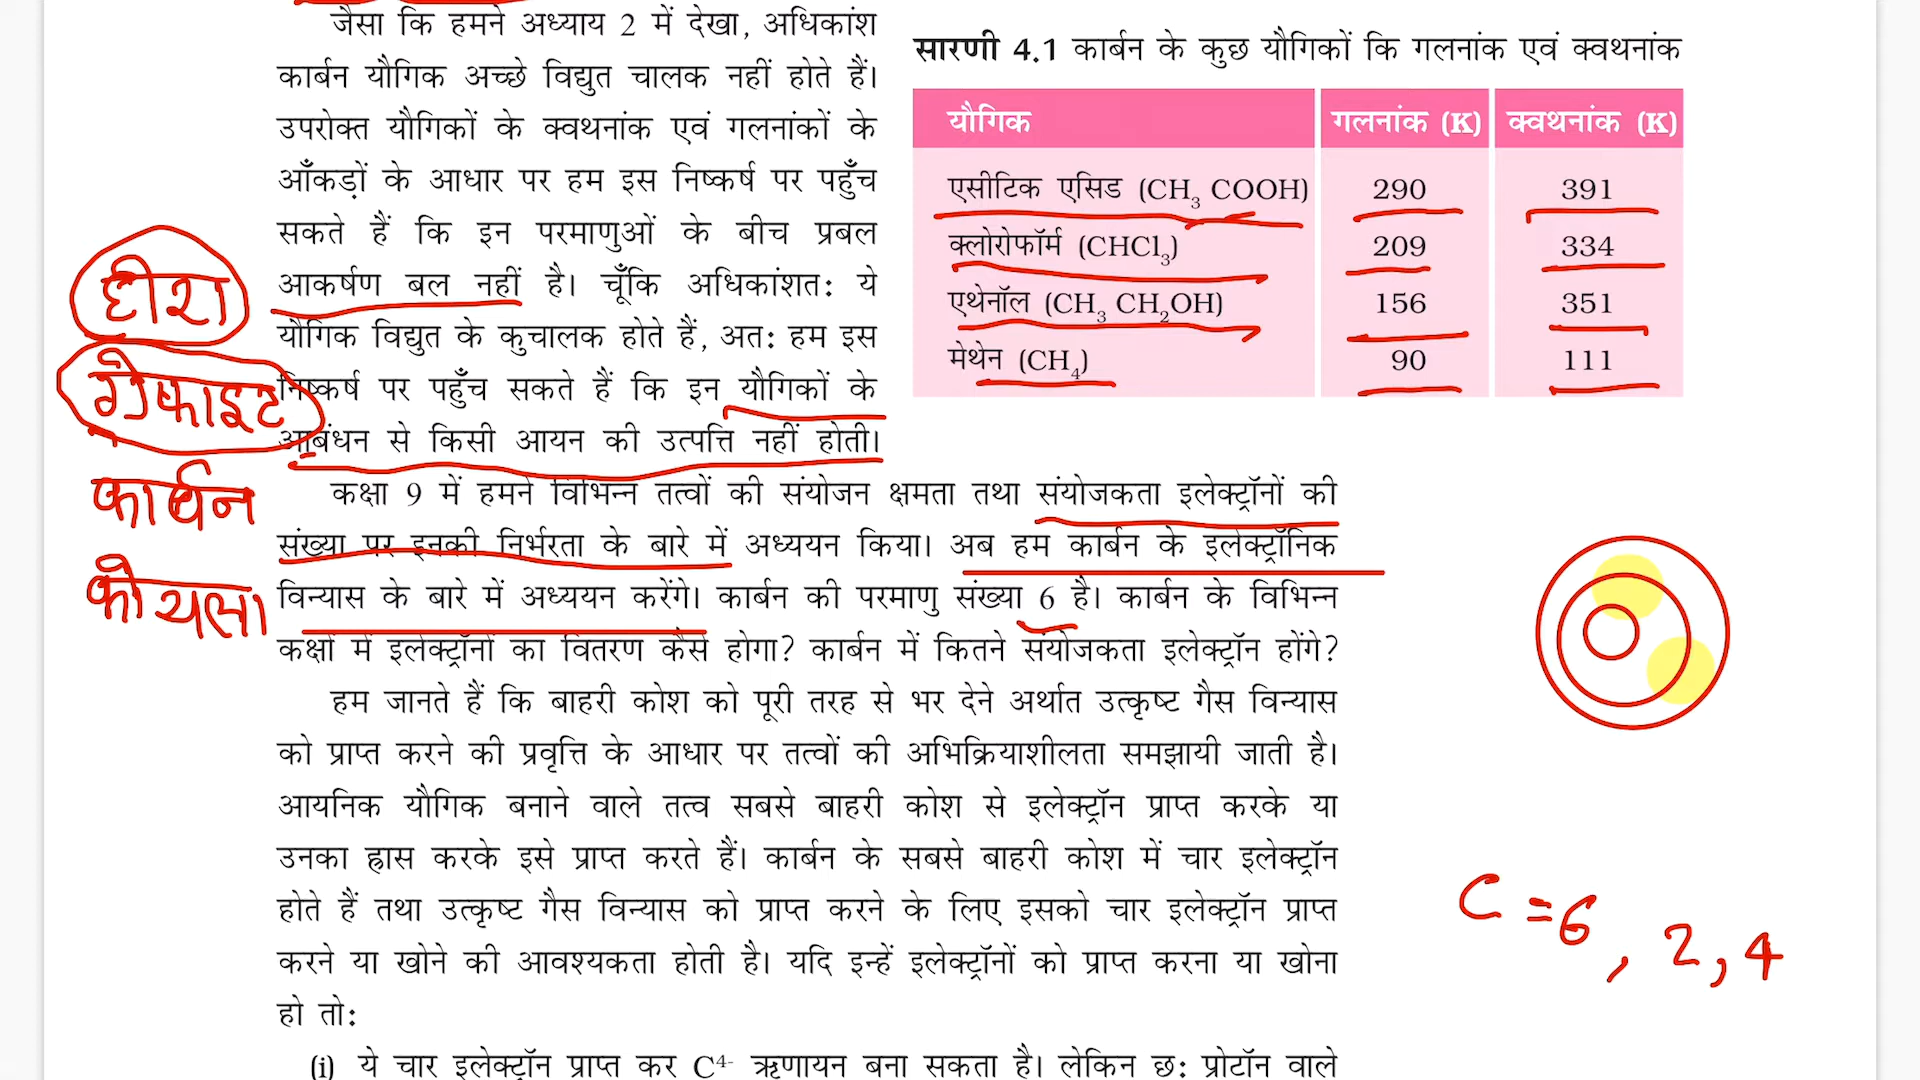 जैसा कि हमने अध्याय 2 में देखा, अधिकांश
कार्बन यौगिक अच्छे विद्युत चालक नहीं होते हैं।
उपरोक्त यौगिकों के क्वथनांक एवं गलनांकों के
आँकड़ों के आधार पर हम इस निष्कर्ष पर पहुँच
सकते हैं कि इन परमाणुओं के बीच प्रबल
आकर्षण बल नहीं है। चूँकि अधिकांशतः ये
यौगिक विद्युत के कुचालक होते हैं, अतः हम इस
निष्कर्ष पर पहुँच सकते हैं कि इन यौगिकों के
आबंधन से किसी आयन की उत्पत्ति नहीं होती।
सारणी 4.1 कार्बन के कुछ यौगिकों कि गलनांक एवं क्वथनांक
यौगिक गलनांक (K) क्वथनांक (K)
एसीटिक एसिड (CH₃ COOH) 290 391
क्लोरोफॉर्म (CHCl₃) 209 334
एथेनॉल (CH₃ CH₂OH) 156 351
मेथेन (CH₄) 90 111
हीरा
ग्रेफाइट
कार्बन
कोयला
कक्षा 9 में हमने विभिन्न तत्वों की संयोजन क्षमता तथा संयोजकता इलेक्ट्रॉनों की
संख्या पर इनकी निर्भरता के बारे में अध्ययन किया। अब हम कार्बन के इलेक्ट्रॉनिक
विन्यास के बारे में अध्ययन करेंगे। कार्बन की परमाणु संख्या 6 है। कार्बन के विभिन्न
कक्षों में इलेक्ट्रॉनों का वितरण कैसे होगा? कार्बन में कितने संयोजकता इलेक्ट्रॉन होंगे?
हम जानते हैं कि बाहरी कोश को पूरी तरह से भर देने अर्थात उत्कृष्ट गैस विन्यास
को प्राप्त करने की प्रवृत्ति के आधार पर तत्वों की अभिक्रियाशीलता समझायी जाती है।
आयनिक यौगिक बनाने वाले तत्व सबसे बाहरी कोश से इलेक्ट्रॉन प्राप्त करके या
उनका ह्रास करके इसे प्राप्त करते हैं। कार्बन के सबसे बाहरी कोश में चार इलेक्ट्रॉन
होते हैं तथा उत्कृष्ट गैस विन्यास को प्राप्त करने के लिए इसको चार इलेक्ट्रॉन प्राप्त
करने या खोने की आवश्यकता होती है। यदि इन्हें इलेक्ट्रॉनों को प्राप्त करना या खोना
हो तो:
(i) ये चार इलेक्ट्रॉन प्राप्त कर C⁴⁻ ऋणायन बना सकता है। लेकिन छः प्रोटॉन वाले
C = 6, 2, 4